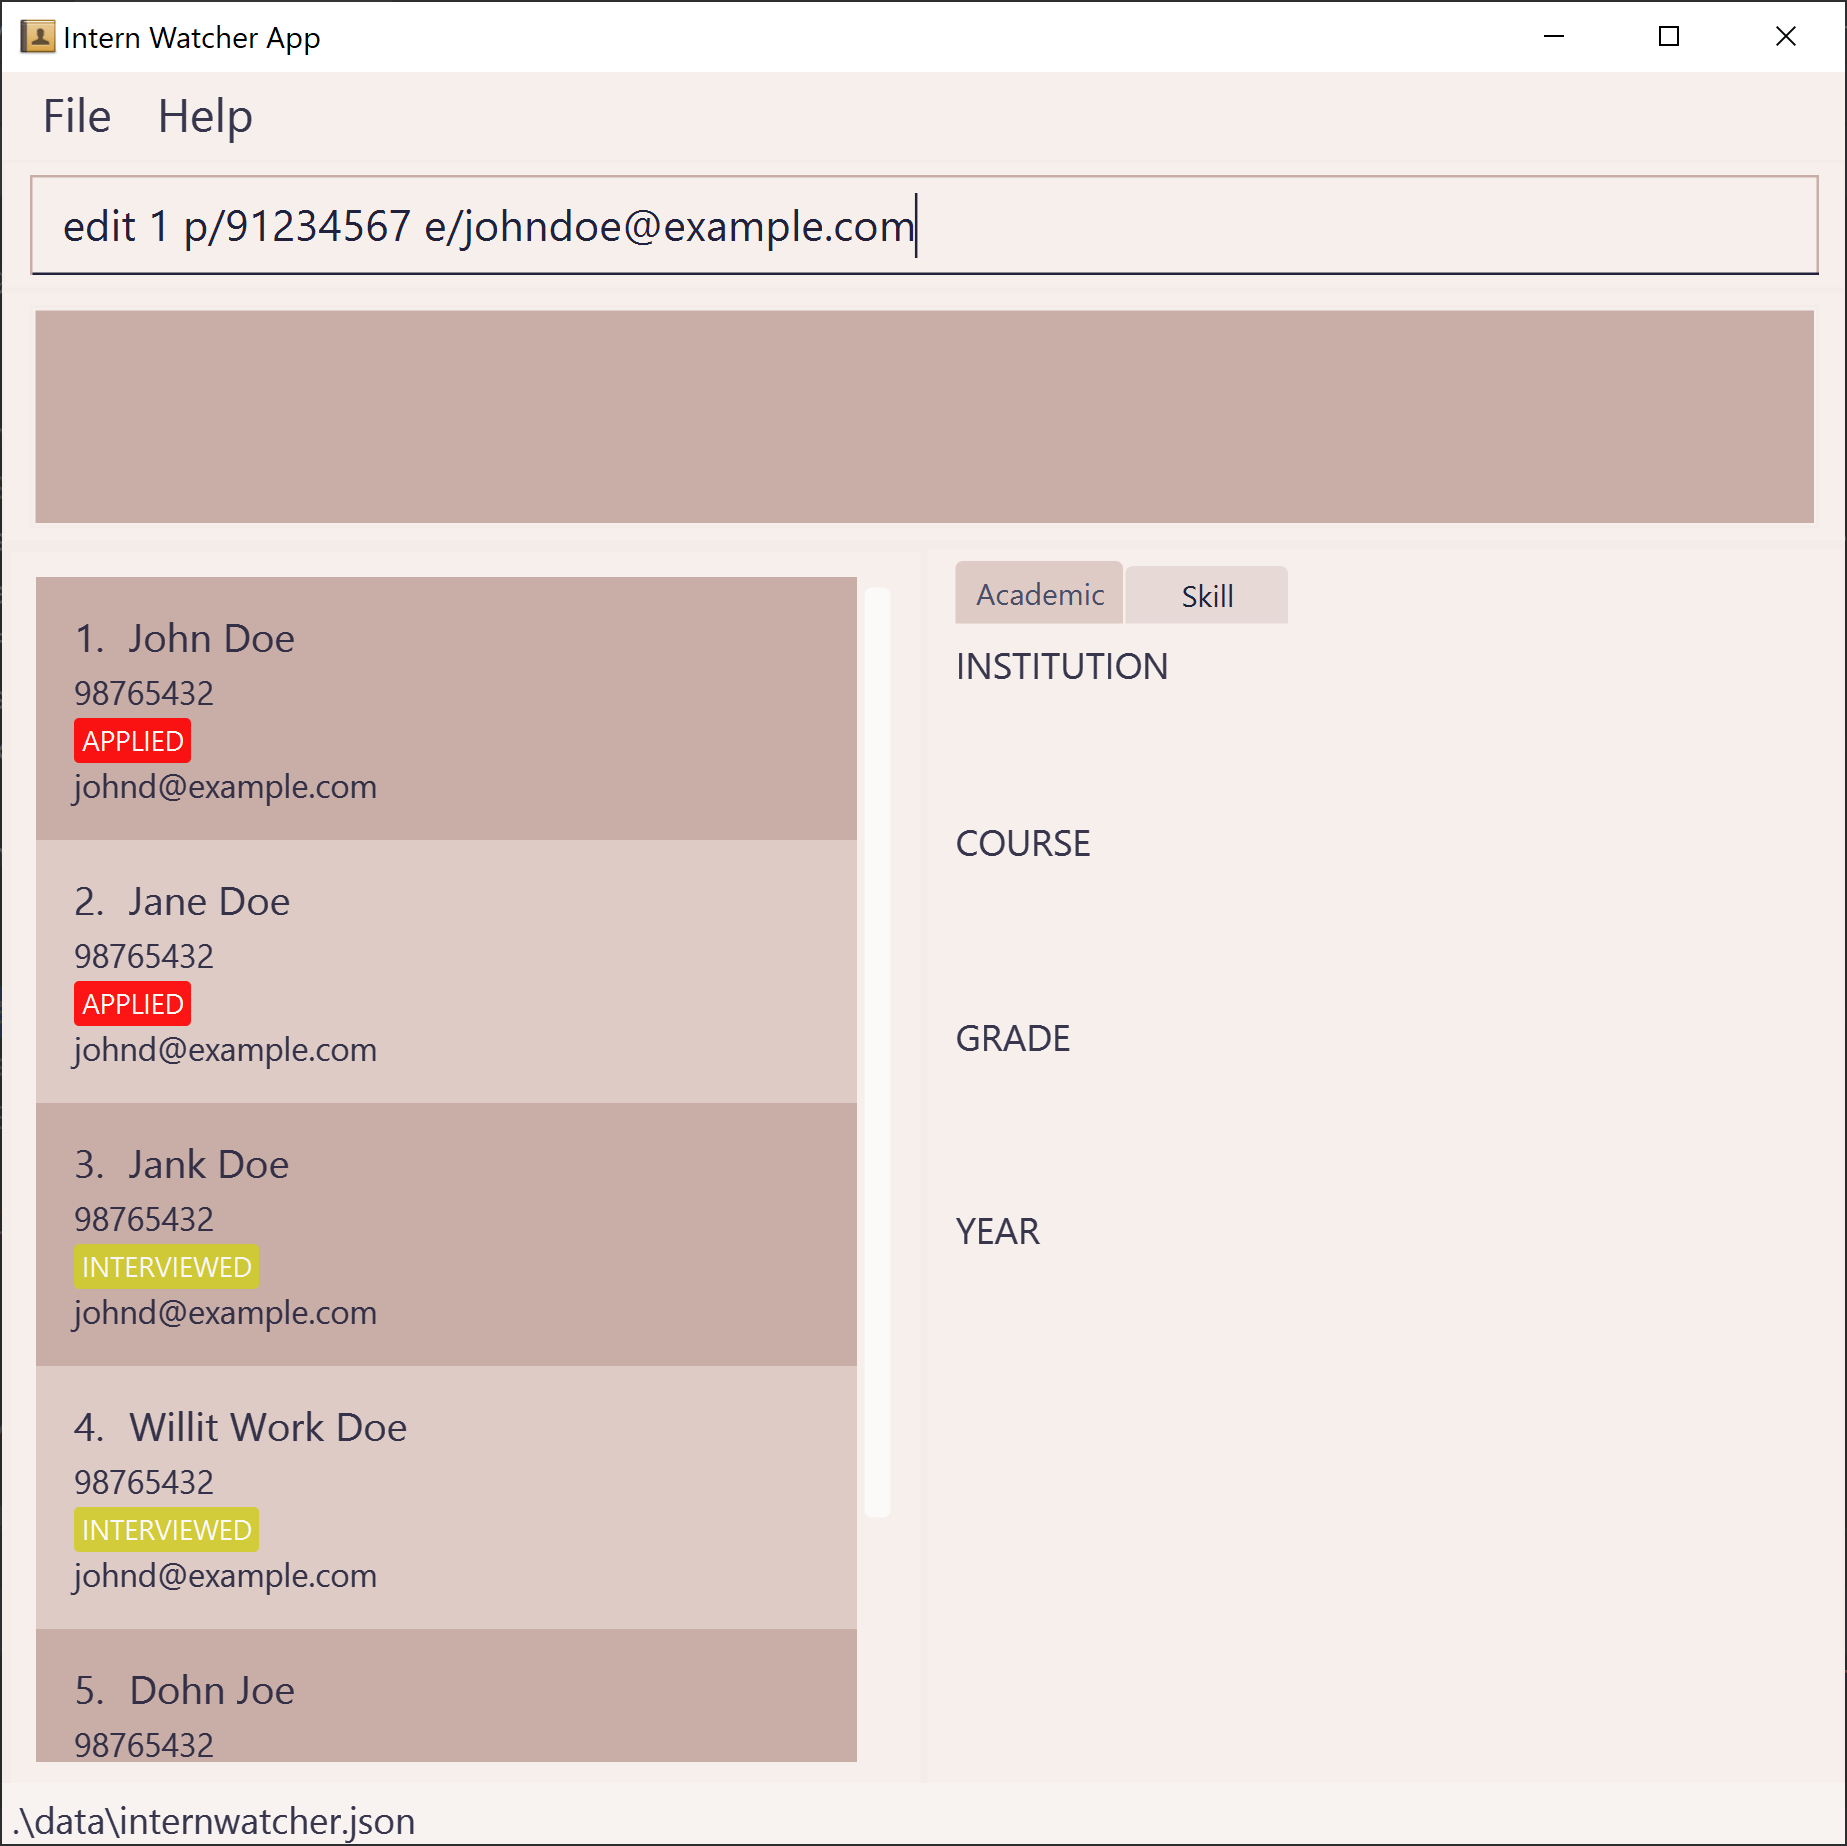 Intern Watcher App
File Help
edit 1 p/91234567 e/johndoe@example.com
1. John Doe
98765432
APPLIED
johnd@example.com
2. Jane Doe
98765432
APPLIED
johnd@example.com
3. Jank Doe
98765432
INTERVIEWED
johnd@example.com
4. Willit Work Doe
98765432
INTERVIEWED
johnd@example.com
5. Dohn Joe
98765432
Academic Skill
INSTITUTION
COURSE
GRADE
YEAR
.\data\internwatcher.json